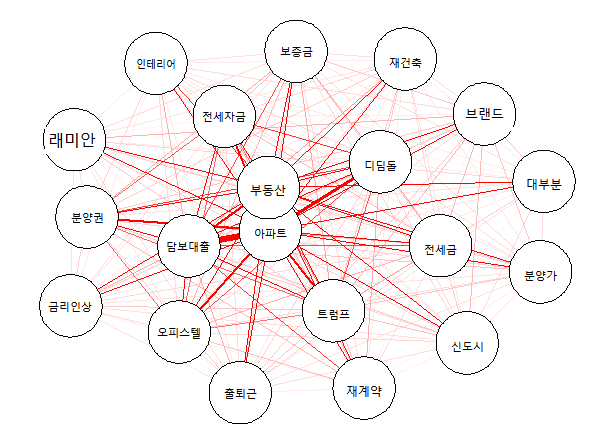 보증금
인테리어
재건축
전세자금
브랜드
래미안
디딤돌
부동산
대부분
분양권
아파트
담보대출
전세금
분양가
금리인상
트럼프
오피스텔
신도시
출퇴근
재계약